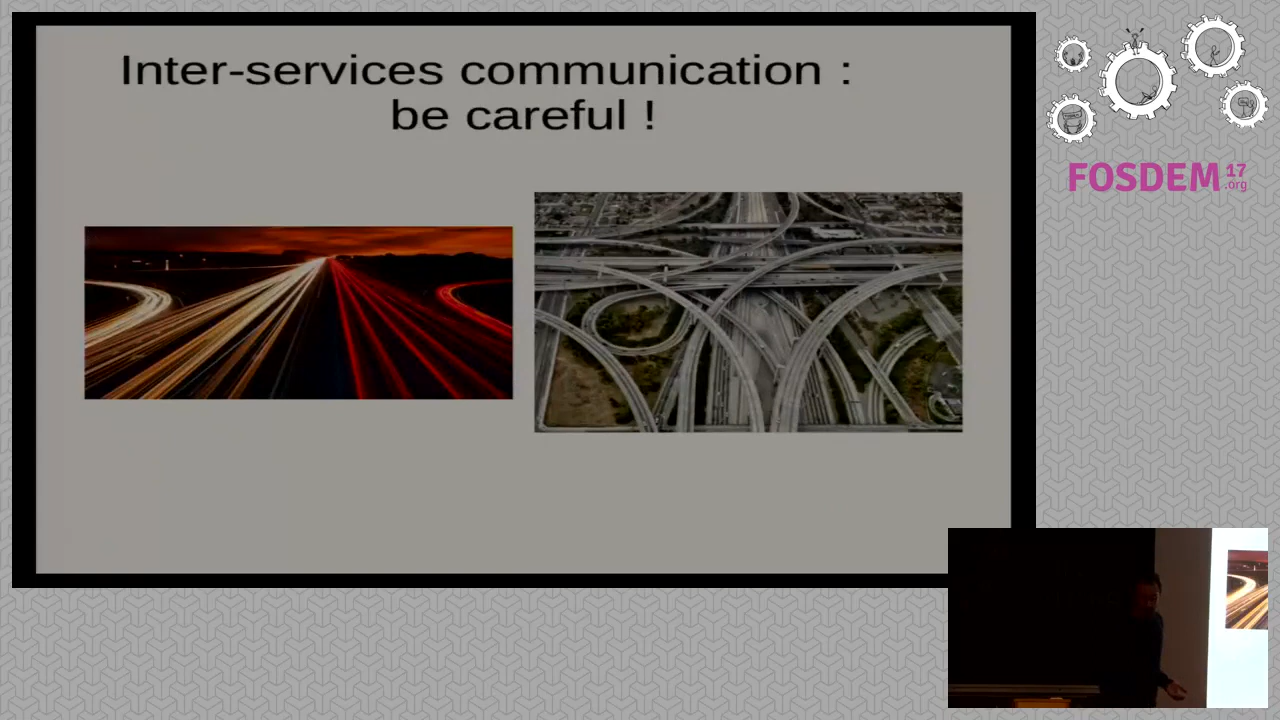 Inter-services communication :
be careful !
FOSDEM 17
.org